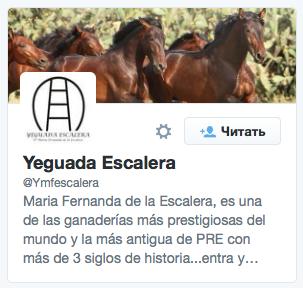 YEGUADA ESCALERA
Читать
Yeguada Escalera
@Ymfescalera
Maria Fernanda de la Escalera, es una
de las ganaderías más prestigiosas del
mundo y la más antigua de PRE con
más de 3 siglos de historia...entra y…